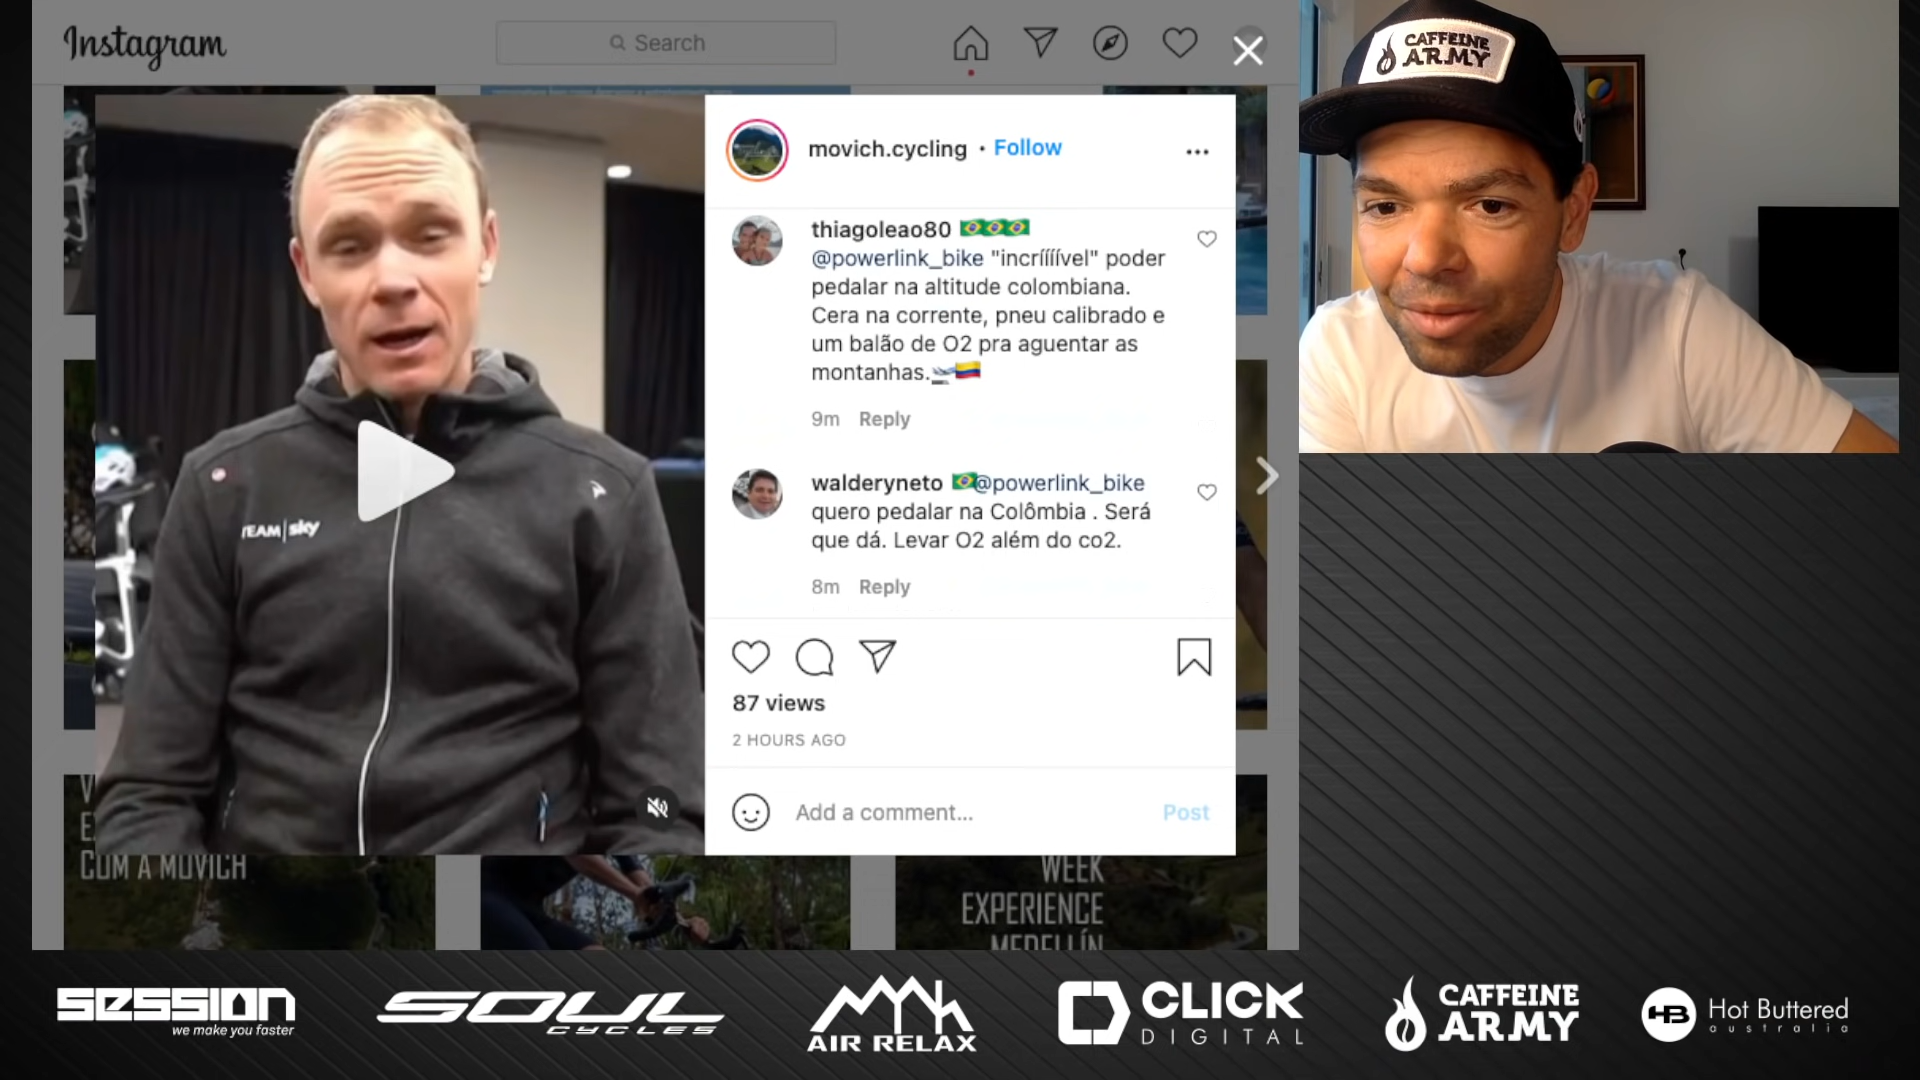 Instagram
Search
CAFFEINE
ARMY
movich.cycling • Follow
thiagoleao80
@powerlink_bike "incríííível" poder
pedalar na altitude colombiana.
Cera na corrente, pneu calibrado e
um balão de O2 pra aguentar as
montanhas.
9m Reply
walderyneto @powerlink_bike
quero pedalar na Colômbia . Será
que dá. Levar O2 além do co2.
8m Reply
TEAM sky
87 views
2 HOURS AGO
Add a comment... Post
COM A MOVICH
WEEK
EXPERIENCE
MEDELLÍN
SESSION
we make you faster
SOUL
CYCLES
AIR RELAX
CLICK
DIGITAL
CAFFEINE
ARMY
HB
Hot Buttered
australia